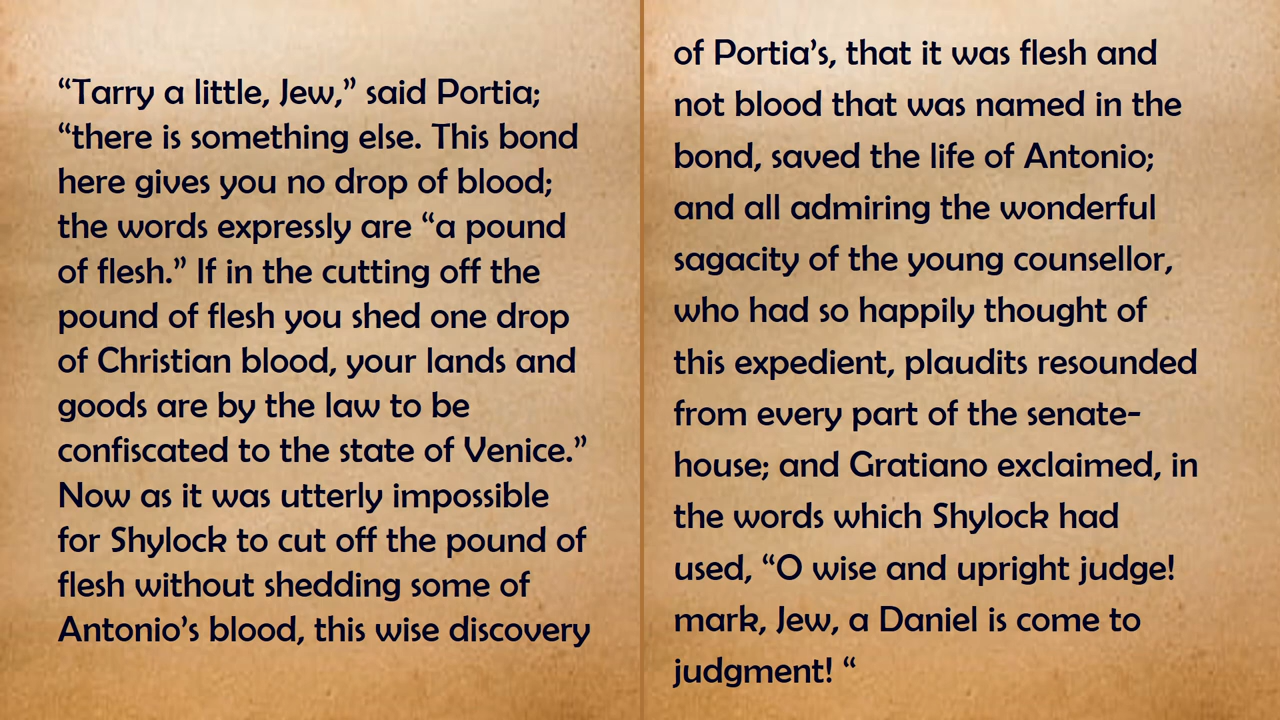 “Tarry a little, Jew,” said Portia;
“there is something else. This bond
here gives you no drop of blood;
the words expressly are “a pound
of flesh.” If in the cutting off the
pound of flesh you shed one drop
of Christian blood, your lands and
goods are by the law to be
confiscated to the state of Venice.”
Now as it was utterly impossible
for Shylock to cut off the pound of
flesh without shedding some of
Antonio’s blood, this wise discovery
of Portia’s, that it was flesh and
not blood that was named in the
bond, saved the life of Antonio;
and all admiring the wonderful
sagacity of the young counsellor,
who had so happily thought of
this expedient, plaudits resounded
from every part of the senate-
house; and Gratiano exclaimed, in
the words which Shylock had
used, “O wise and upright judge!
mark, Jew, a Daniel is come to
judgment! “